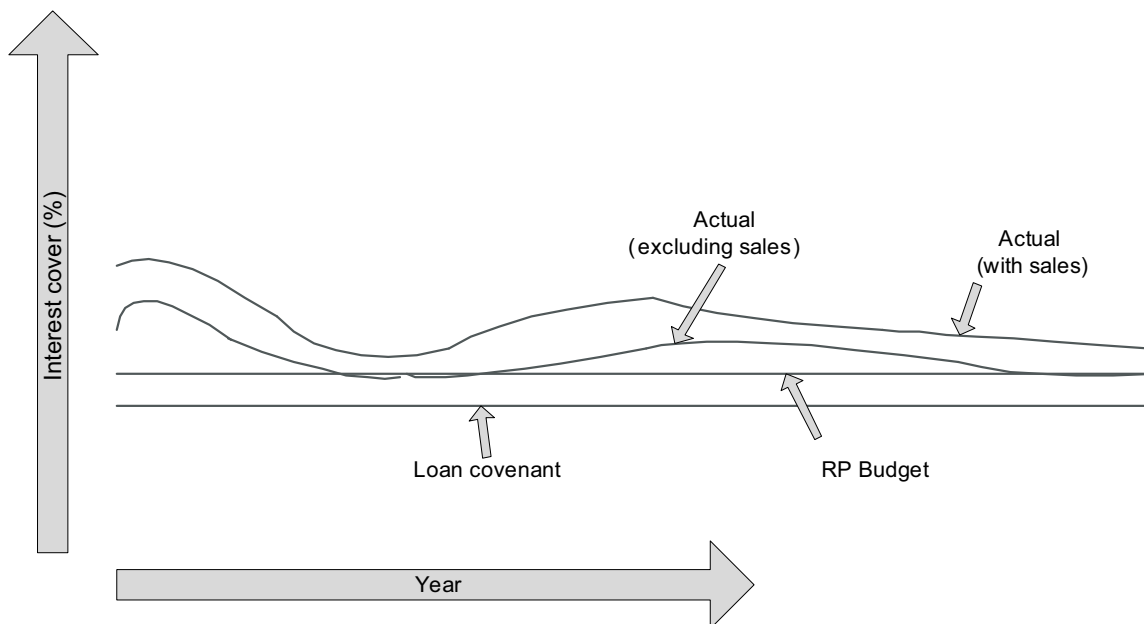 Interest cover (%)
Actual
(excluding sales)
Actual
(with sales)
Loan covenant
RP Budget
Year